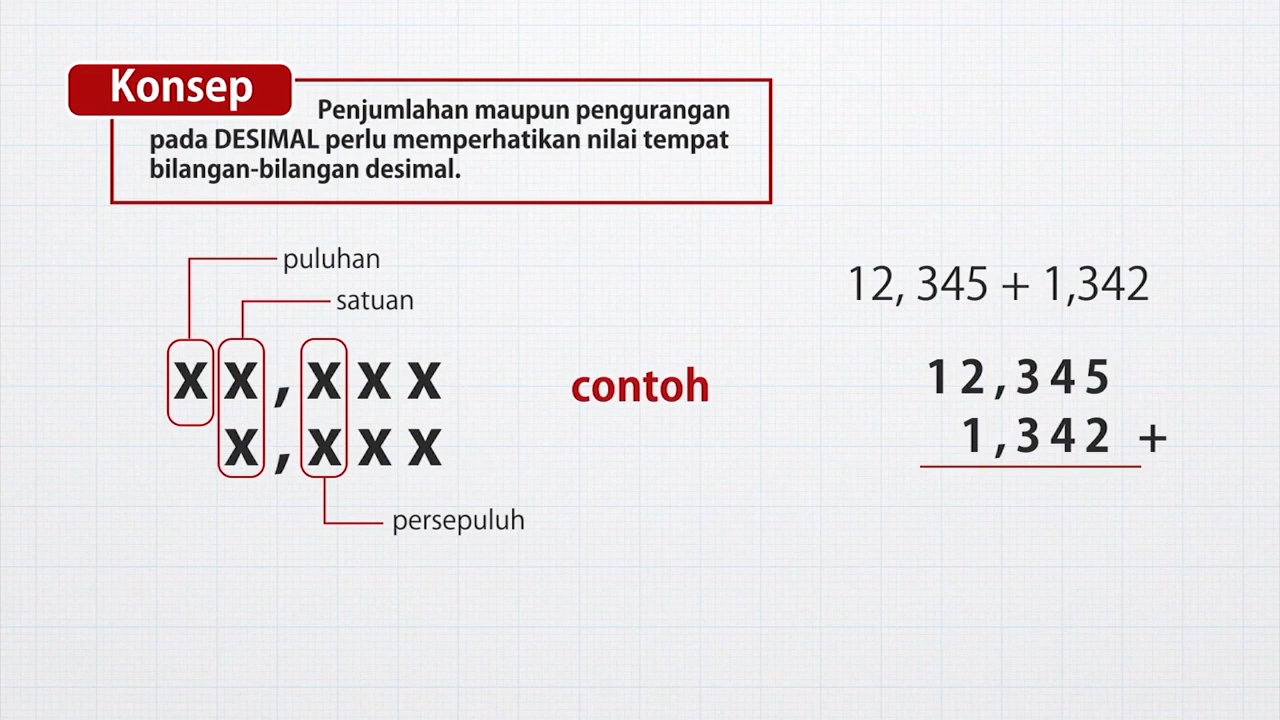 Konsep
Penjumlahan maupun pengurangan
pada DESIMAL perlu memperhatikan nilai tempat
bilangan-bilangan desimal.
puluhan
satuan
x x , x x x
x , x x x
persepuluh
contoh
12, 345 + 1,342
1 2 , 3 4 5
1 , 3 4 2 +